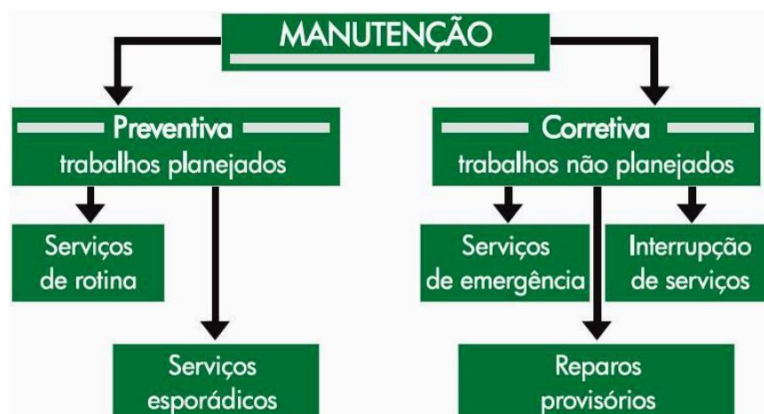 MANUTENÇÃO
Preventiva
trabalhos planejados
Corretiva
trabalhos não planejados
Serviços
de rotina
Serviços
de emergência
Interrupção
de serviços
Serviços
esporádicos
Reparos
provisórios